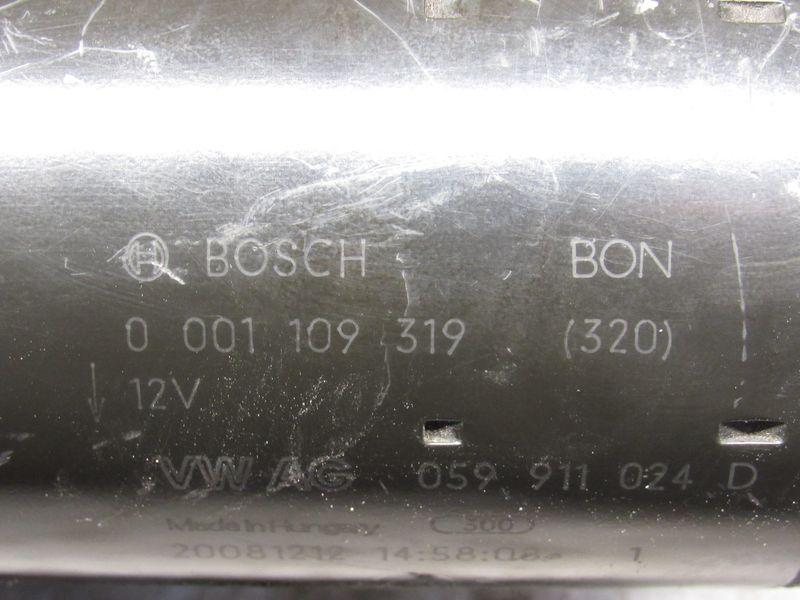 BOSCH BON
0 001 109 319 (320)
12V
VW AG 059 911 024 D
Made in Hungary 300
20081212 14:58:08 1